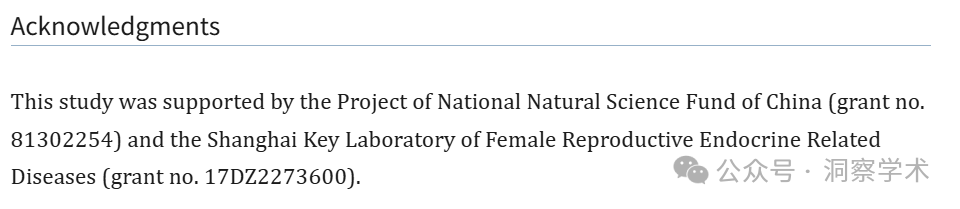 Acknowledgments
This study was supported by the Project of National Natural Science Fund of China (grant no.
81302254) and the Shanghai Key Laboratory of Female Reproductive Endocrine Related
Diseases (grant no. 17DZ2273600).
公众号 · 洞察学术